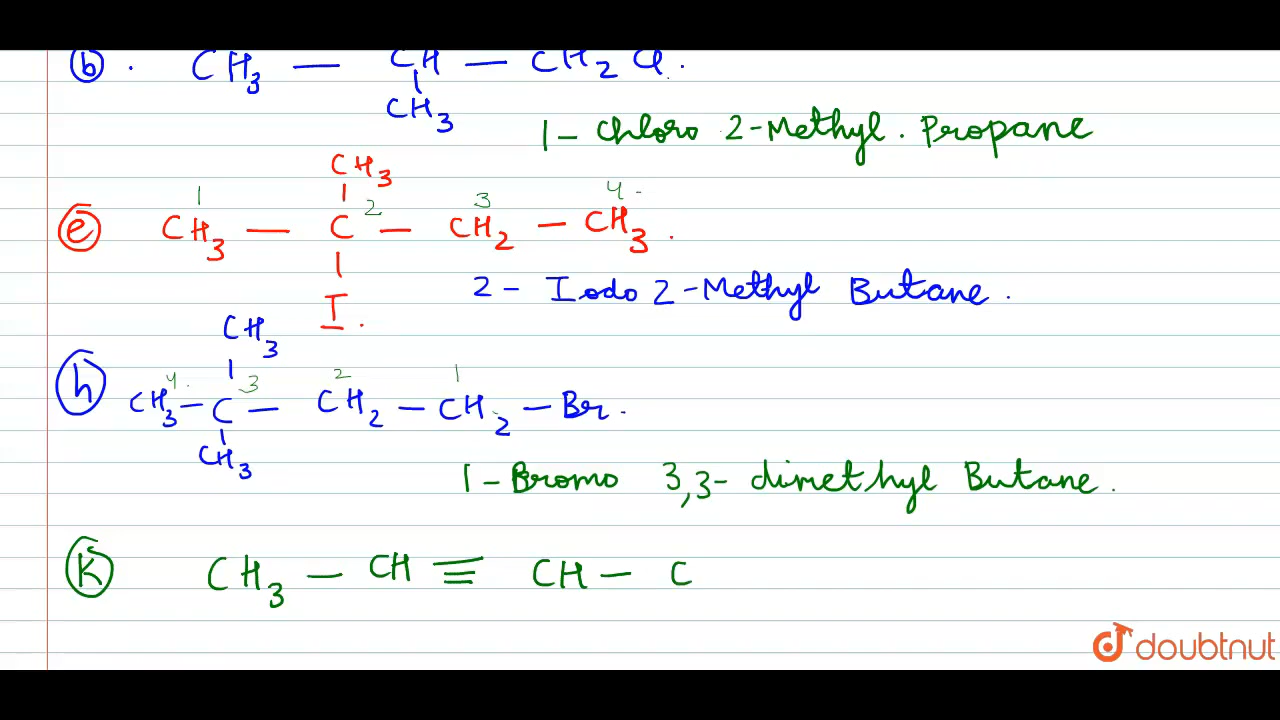 (b) . CH3 — CH — CH2 Cl.
|
CH3
1 - Chloro 2-Methyl. Propane
CH3
|
1 2 3 4
(e) CH3 — C — CH2 — CH3.
|
I.
2 - Iodo 2-Methyl Butane.
CH3
|
4 3 2 1
(h) CH3 — C — CH2 — CH2 — Br.
|
CH3
1 - Bromo 3,3- dimethyl Butane.
(K) CH3 — CH ≡ CH — C
doubtnut